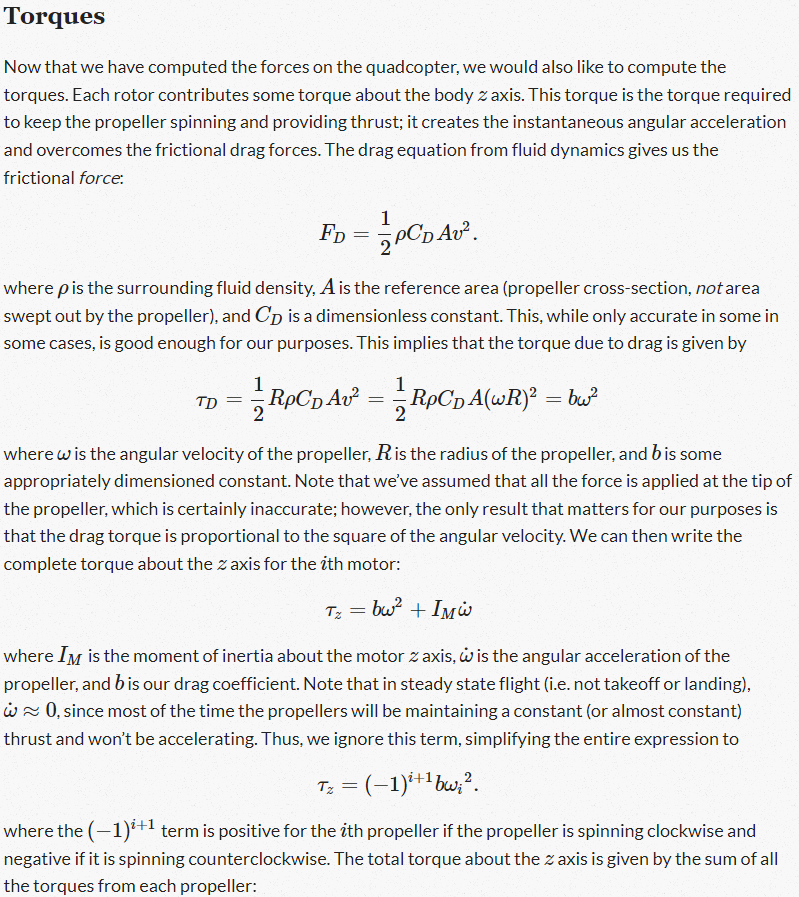 Torques
Now that we have computed the forces on the quadcopter, we would also like to compute the
torques. Each rotor contributes some torque about the body z axis. This torque is the torque required
to keep the propeller spinning and providing thrust; it creates the instantaneous angular acceleration
and overcomes the frictional drag forces. The drag equation from fluid dynamics gives us the
frictional force:
$F_D = \frac{1}{2}\rho C_D A v^2.$
where $\rho$ is the surrounding fluid density, $A$ is the reference area (propeller cross-section, not area
swept out by the propeller), and $C_D$ is a dimensionless constant. This, while only accurate in some in
some cases, is good enough for our purposes. This implies that the torque due to drag is given by
$\tau_D = \frac{1}{2}R\rho C_D A v^2 = \frac{1}{2}R\rho C_D A(\omega R)^2 = b\omega^2$
where $\omega$ is the angular velocity of the propeller, $R$ is the radius of the propeller, and $b$ is some
appropriately dimensioned constant. Note that we've assumed that all the force is applied at the tip of
the propeller, which is certainly inaccurate; however, the only result that matters for our purposes is
that the drag torque is proportional to the square of the angular velocity. We can then write the
complete torque about the $z$ axis for the $i$th motor:
$\tau_z = b\omega^2 + I_M\dot{\omega}$
where $I_M$ is the moment of inertia about the motor $z$ axis, $\dot{\omega}$ is the angular acceleration of the
propeller, and $b$ is our drag coefficient. Note that in steady state flight (i.e. not takeoff or landing),
$\dot{\omega} \approx 0$, since most of the time the propellers will be maintaining a constant (or almost constant)
thrust and won't be accelerating. Thus, we ignore this term, simplifying the entire expression to
$\tau_z = (-1)^{i+1} b\omega_i{}^2.$
where the $(-1)^{i+1}$ term is positive for the $i$th propeller if the propeller is spinning clockwise and
negative if it is spinning counterclockwise. The total torque about the $z$ axis is given by the sum of all
the torques from each propeller: